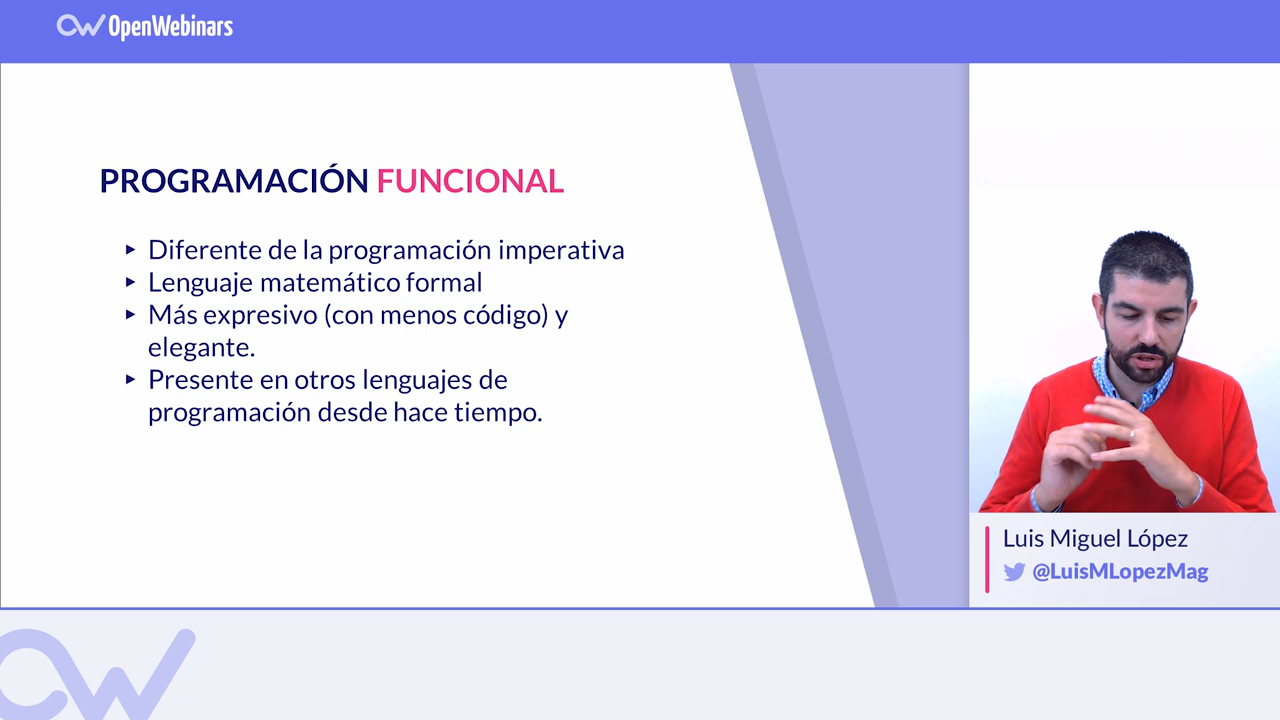 OpenWebinars
PROGRAMACIÓN FUNCIONAL
‣ Diferente de la programación imperativa
‣ Lenguaje matemático formal
‣ Más expresivo (con menos código) y
elegante.
‣ Presente en otros lenguajes de
programación desde hace tiempo.
Luis Miguel López
@LuisMLopezMag